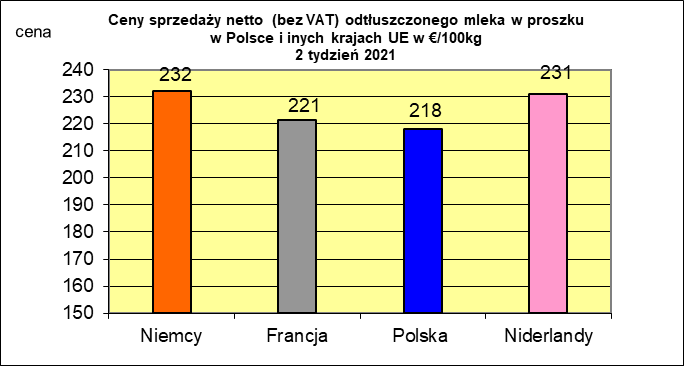 Ceny sprzedaży netto (bez VAT) odtłuszczonego mleka w proszku
w Polsce i inych krajach UE w €/100kg
2 tydzień 2021
cena
240
230
220
210
200
190
180
170
160
150
232
221
218
231
Niemcy
Francja
Polska
Niderlandy